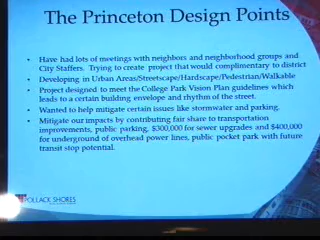 The Princeton Design Points
• Have had lots of meetings with neighbors and neighborhood groups and
City Staffers. Trying to create project that would complimentary to district
• Developing in Urban Areas/Streetscape/Hardscape/Pedestrian/Walkable
• Project designed to meet the College Park Vision Plan guidelines which
leads to a certain building envelope and rhythm of the street.
• Wanted to help mitigate certain issues like stormwater and parking.
• Mitigate our impacts by contributing fair share to transportation
improvements, public parking, $300,000 for sewer upgrades and $400,000
for underground of overhead power lines, public pocket park with future
transit stop potential.
POLLACK SHORES